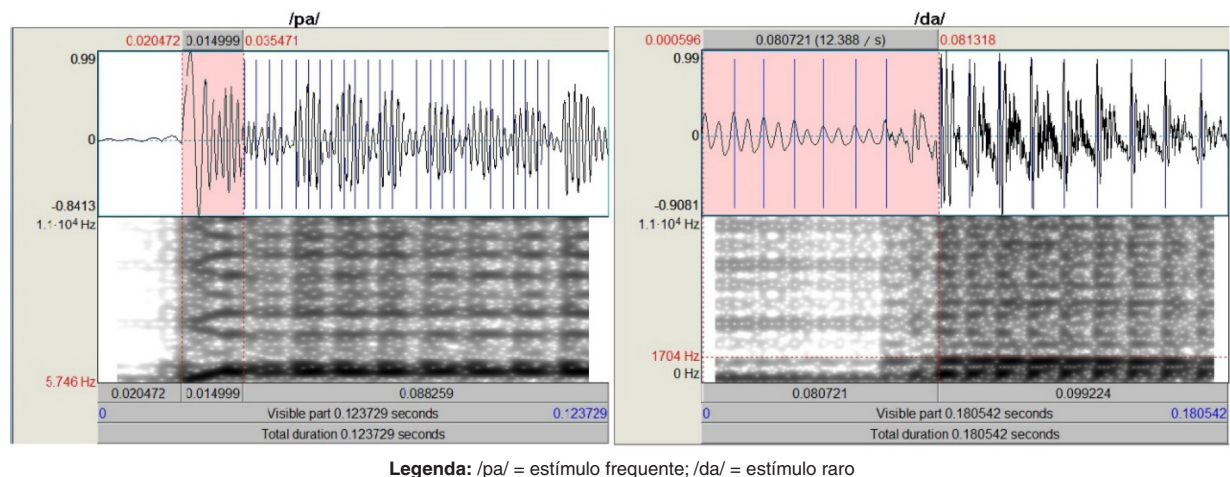 /pa/
0.020472 0.014999 0.035471
0.99
0
-0.8413
1.1·10⁴ Hz
5.746 Hz
0.020472 0.014999 0.088259
0 Visible part 0.123729 seconds 0.123729
Total duration 0.123729 seconds
/da/
0.000596 0.080721 (12.388 / s) 0.081318
0.99
0
-0.9081
1.1·10⁴ Hz
1704 Hz
0 Hz
0.080721 0.099224
0 Visible part 0.180542 seconds 0.180542
Total duration 0.180542 seconds
Legenda: /pa/ = estímulo frequente; /da/ = estímulo raro